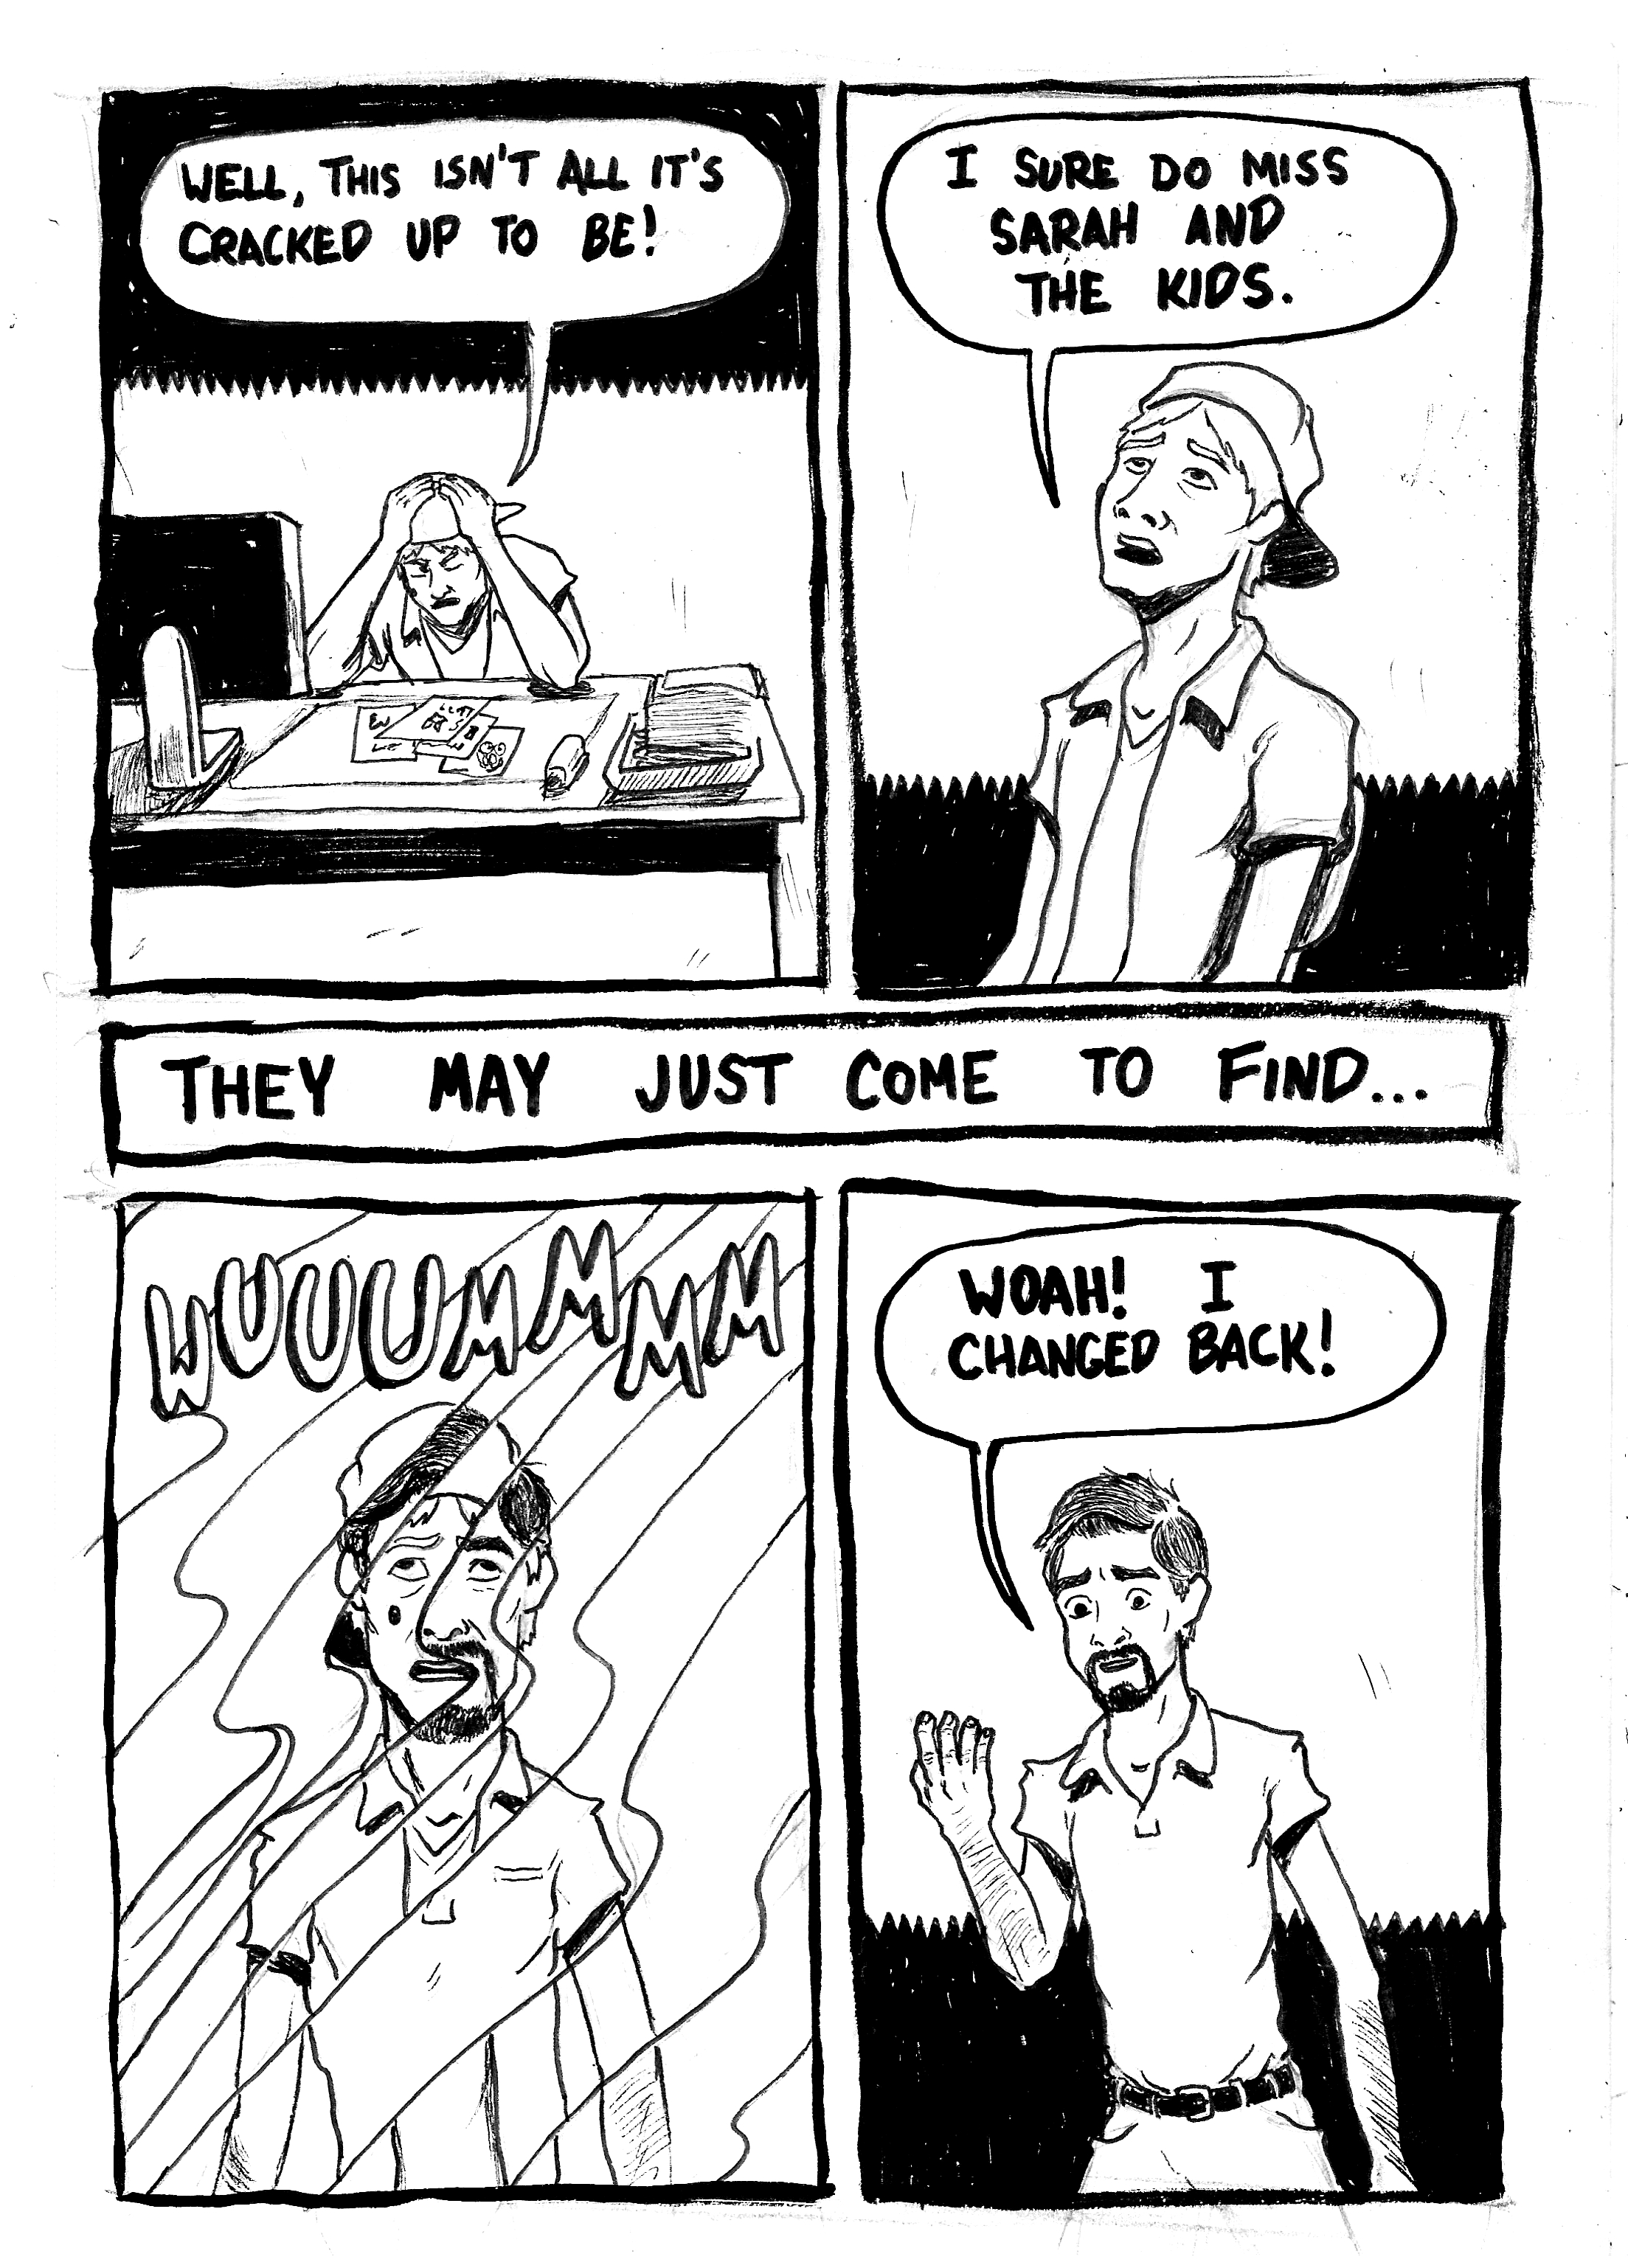 WELL, THIS ISN'T ALL IT'S
CRACKED UP TO BE!
I SURE DO MISS
SARAH AND
THE KIDS.
THEY MAY JUST COME TO FIND...
WUUUMMMM
WOAH! I
CHANGED BACK!